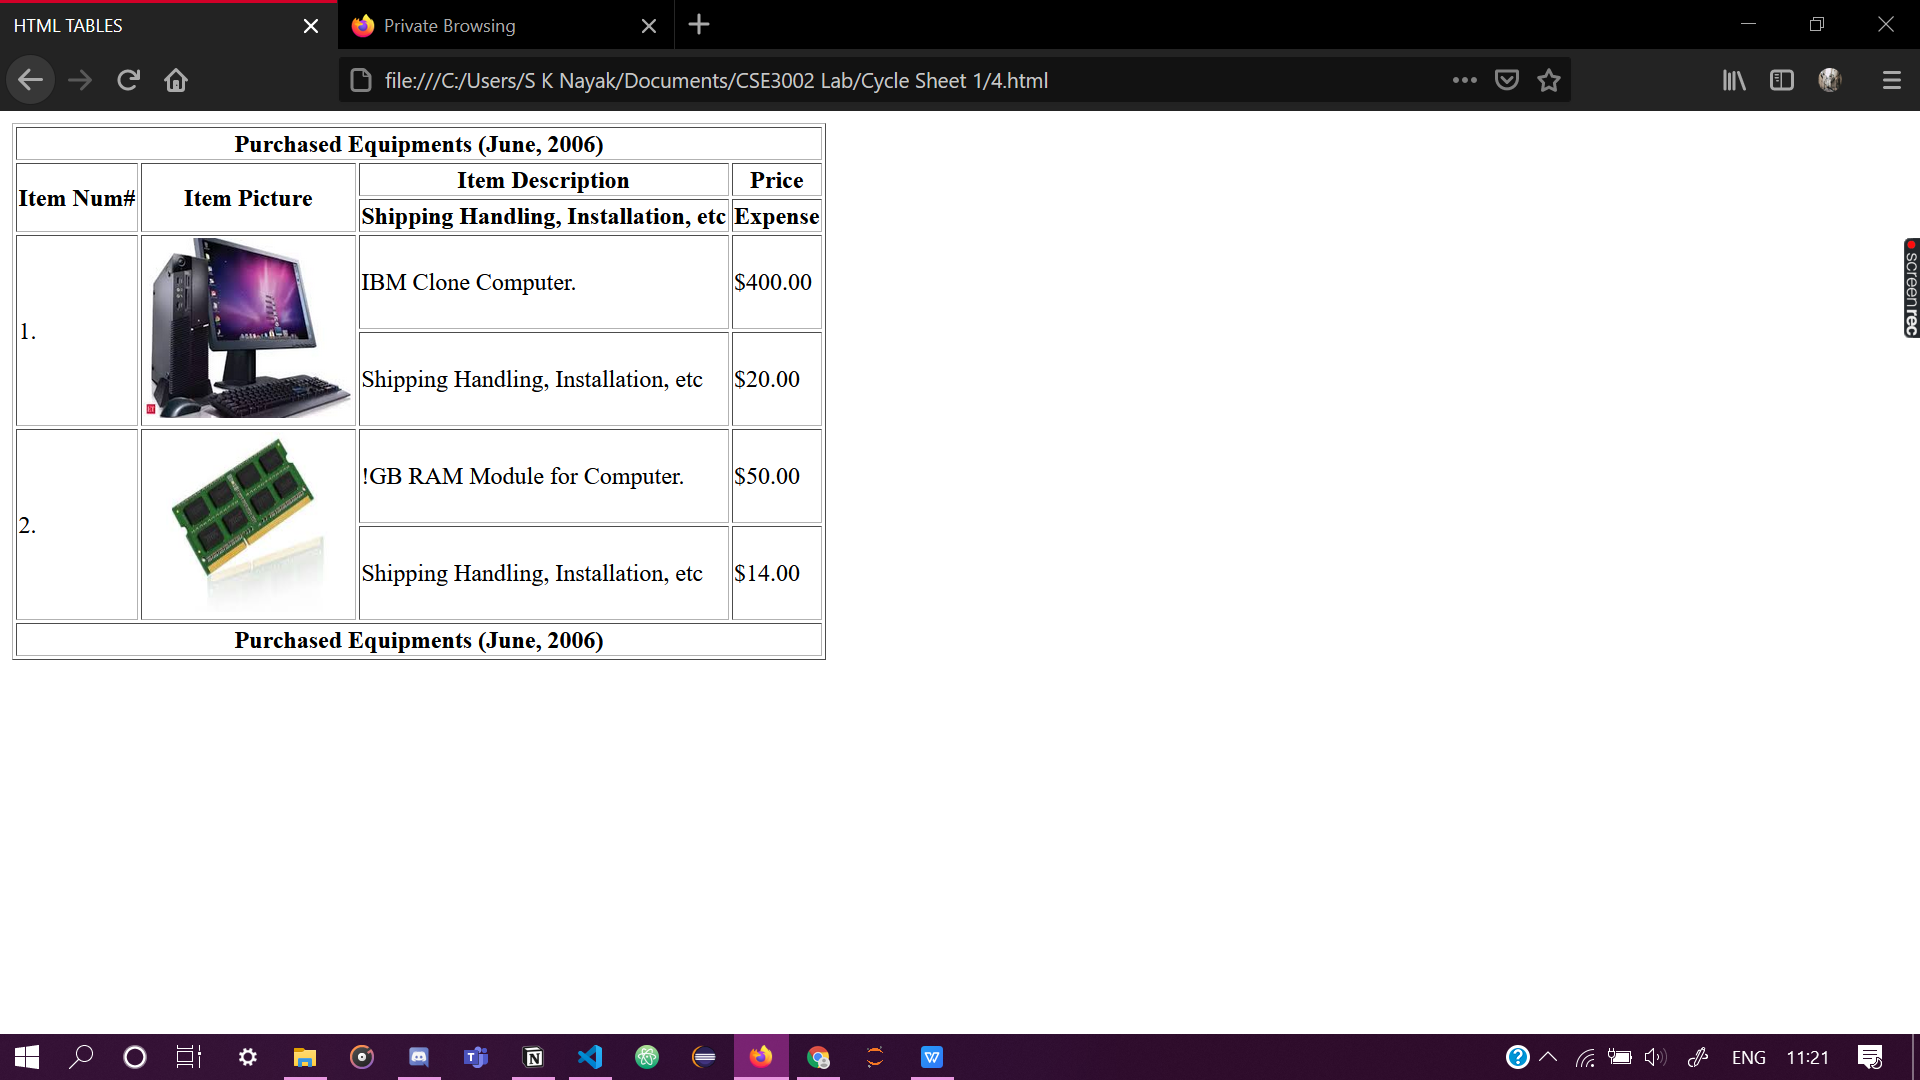 HTML TABLES
Private Browsing
file:///C:/Users/S K Nayak/Documents/CSE3002 Lab/Cycle Sheet 1/4.html
Purchased Equipments (June, 2006)
Item Num#
Item Picture
Item Description
Price
Shipping Handling, Installation, etc
Expense
1.
IBM Clone Computer.
$400.00
Shipping Handling, Installation, etc
$20.00
2.
!GB RAM Module for Computer.
$50.00
Shipping Handling, Installation, etc
$14.00
Purchased Equipments (June, 2006)
screenrec
ENG
11:21